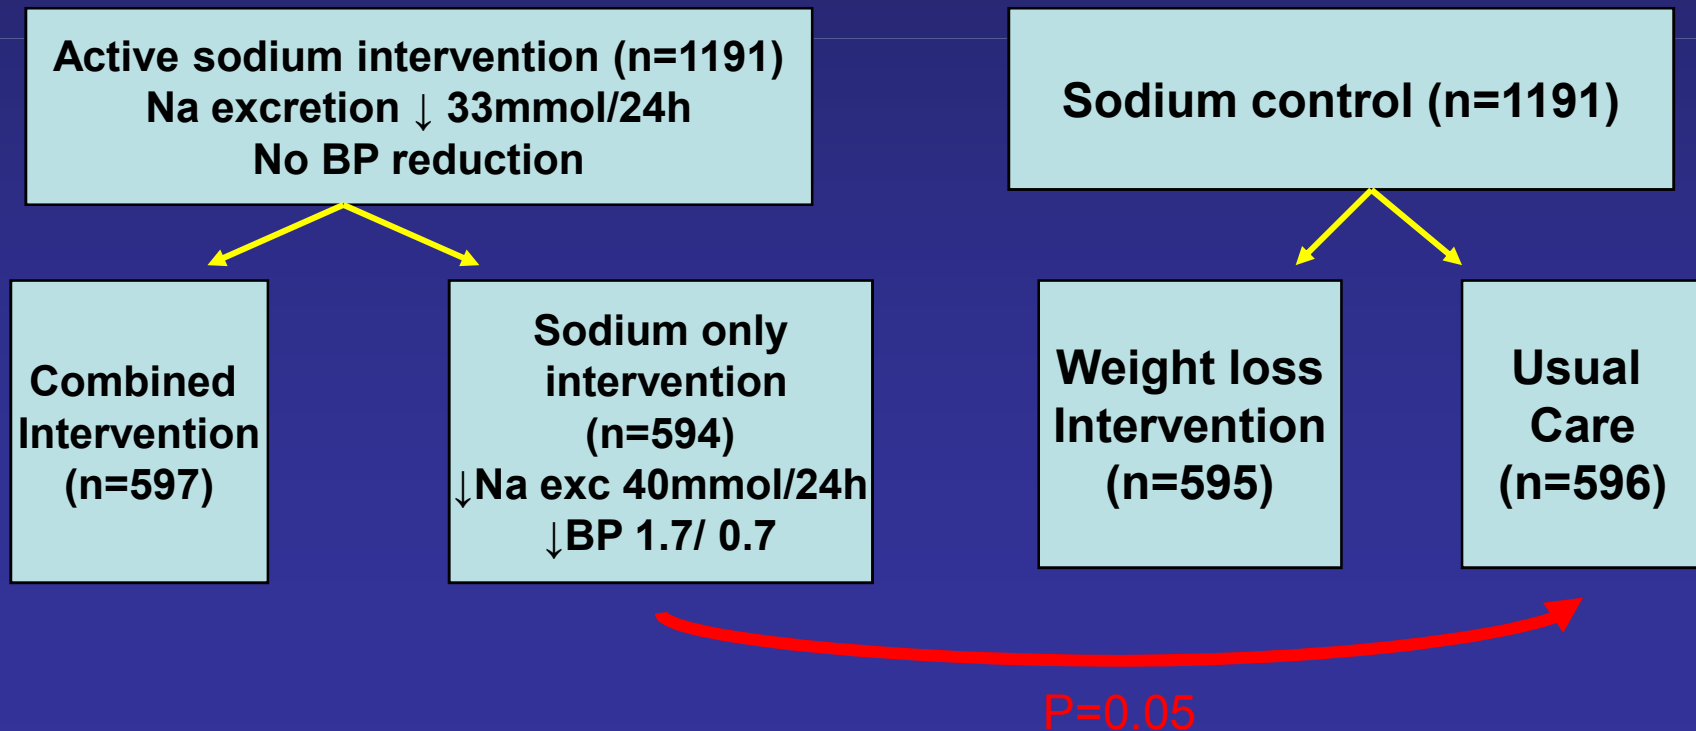 Active sodium intervention (n=1191)
Na excretion ↓ 33mmol/24h
No BP reduction
Sodium control (n=1191)
Combined
Intervention
(n=597)
Sodium only
intervention
(n=594)
↓Na exc 40mmol/24h
↓BP 1.7/ 0.7
Weight loss
Intervention
(n=595)
Usual
Care
(n=596)
P=0.05